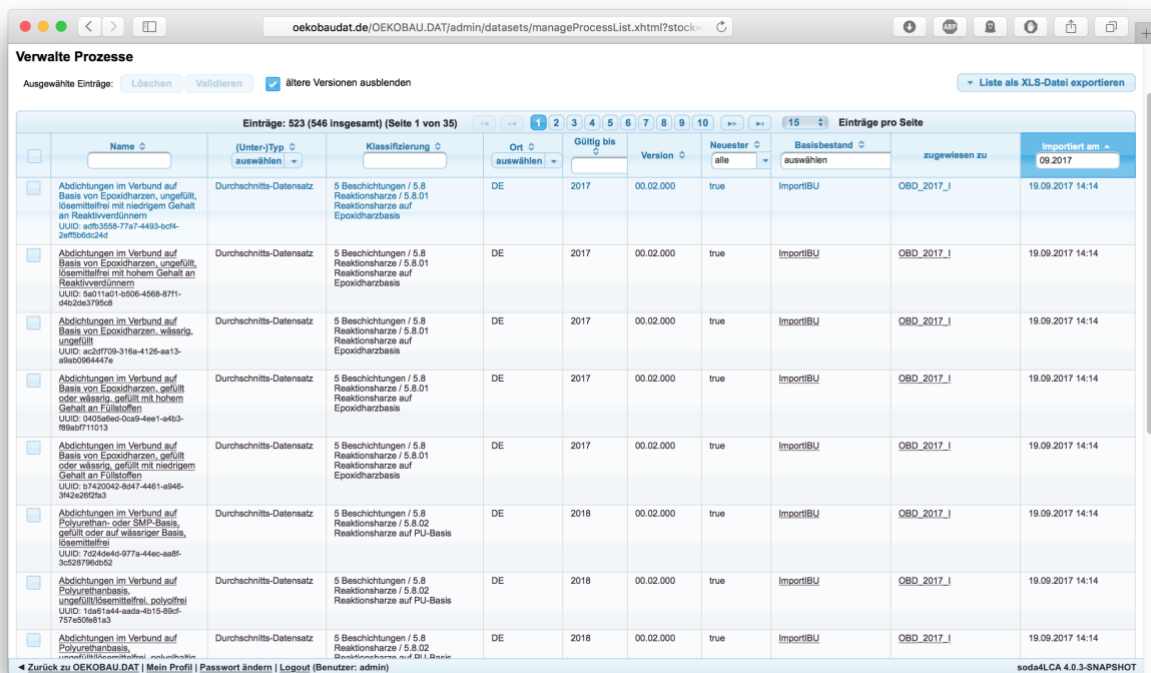 oekobaudat.de/OEKOBAU.DAT/admin/datasets/manageProcessList.xhtml?stock=
ABP
Verwalte Prozesse
Ausgewählte Einträge: Löschen Validieren ältere Versionen ausblenden
Liste als XLS-Datei exportieren
Einträge: 523 (546 insgesamt) (Seite 1 von 35) 1 2 3 4 5 6 7 8 9 10 15 Einträge pro Seite
Name (Unter-)Typ Klassifizierung Ort Gültig bis Version Neuester Basisbestand zugewiesen zu Importiert am
auswählen auswählen alle auswählen 09.2017
Abdichtungen im Verbund auf Durchschnitts-Datensatz 5 Beschichtungen / 5.8 DE 2017 00.02.000 true ImportIBU OBD_2017_I 19.09.2017 14:14
Basis von Epoxidharzen, ungefüllt, Reaktionsharze / 5.8.01
lösemittelfrei mit niedrigem Gehalt Reaktionsharze auf
an Reaktivverdünnern Epoxidharzbasis
UUID: adfb3558-77a7-4493-bcf4-
2eff5b6dc24d
Abdichtungen im Verbund auf Durchschnitts-Datensatz 5 Beschichtungen / 5.8 DE 2017 00.02.000 true ImportIBU OBD_2017_I 19.09.2017 14:14
Basis von Epoxidharzen, ungefüllt, Reaktionsharze / 5.8.01
lösemittelfrei mit hohem Gehalt an Reaktionsharze auf
Reaktivverdünnern Epoxidharzbasis
UUID: 5a011a01-b506-4568-87f1-
d4b2de3795c8
Abdichtungen im Verbund auf Durchschnitts-Datensatz 5 Beschichtungen / 5.8 DE 2017 00.02.000 true ImportIBU OBD_2017_I 19.09.2017 14:14
Basis von Epoxidharzen, wässrig, Reaktionsharze / 5.8.01
ungefüllt Reaktionsharze auf
UUID: ac2df709-316a-4126-aa13- Epoxidharzbasis
a9ab0964447e
Abdichtungen im Verbund auf Durchschnitts-Datensatz 5 Beschichtungen / 5.8 DE 2017 00.02.000 true ImportIBU OBD_2017_I 19.09.2017 14:14
Basis von Epoxidharzen, gefüllt Reaktionsharze / 5.8.01
oder wässrig, gefüllt mit hohem Reaktionsharze auf
Gehalt an Füllstoffen Epoxidharzbasis
UUID: 0405a6ed-0ca9-4ee1-a4b3-
f89abf711013
Abdichtungen im Verbund auf Durchschnitts-Datensatz 5 Beschichtungen / 5.8 DE 2017 00.02.000 true ImportIBU OBD_2017_I 19.09.2017 14:14
Basis von Epoxidharzen, gefüllt Reaktionsharze / 5.8.01
oder wässrig, gefüllt mit niedrigem Reaktionsharze auf
Gehalt an Füllstoffen Epoxidharzbasis
UUID: b7420042-8d47-4461-a946-
3f42e26f2fa3
Abdichtungen im Verbund auf Durchschnitts-Datensatz 5 Beschichtungen / 5.8 DE 2018 00.02.000 true ImportIBU OBD_2017_I 19.09.2017 14:14
Polyurethan- oder SMP-Basis, Reaktionsharze / 5.8.02
gefüllt oder auf wässriger Basis, Reaktionsharze auf PU-Basis
lösemittelfrei
UUID: 7d24de4d-977a-44ec-aa8f-
3c528796db52
Abdichtungen im Verbund auf Durchschnitts-Datensatz 5 Beschichtungen / 5.8 DE 2018 00.02.000 true ImportIBU OBD_2017_I 19.09.2017 14:14
Polyurethanbasis, Reaktionsharze / 5.8.02
ungefüllt/lösemittelfrei, polyolfrei Reaktionsharze auf PU-Basis
UUID: 1da61a44-aada-4b15-89cf-
757e50fe81a3
Abdichtungen im Verbund auf Durchschnitts-Datensatz 5 Beschichtungen / 5.8 DE 2018 00.02.000 true ImportIBU OBD_2017_I 19.09.2017 14:14
Polyurethanbasis, Reaktionsharze / 5.8.02
ungefüllt/lösemittelfrei, polyolhaltig Reaktionsharze auf PU-Basis
Zurück zu OEKOBAU.DAT | Mein Profil | Passwort ändern | Logout (Benutzer: admin) soda4LCA 4.0.3-SNAPSHOT